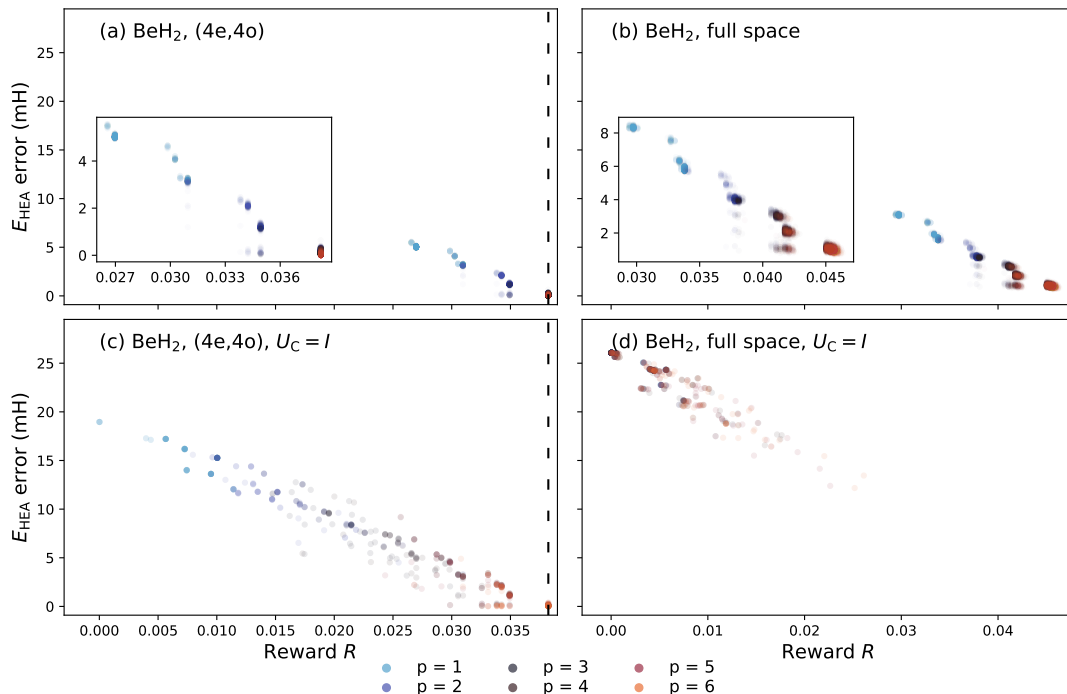 (a) BeH₂, (4e,4o)
(b) BeH₂, full space
E_HEA error (mH)
25
20
15
10
5
0
4
2
0
0.027 0.030 0.033 0.036
8
6
4
2
0.030 0.035 0.040 0.045
(c) BeH₂, (4e,4o), U_C = I
(d) BeH₂, full space, U_C = I
E_HEA error (mH)
25
20
15
10
5
0
0.000 0.005 0.010 0.015 0.020 0.025 0.030 0.035
0.00 0.01 0.02 0.03 0.04
Reward R
Reward R
p = 1 p = 3 p = 5
p = 2 p = 4 p = 6